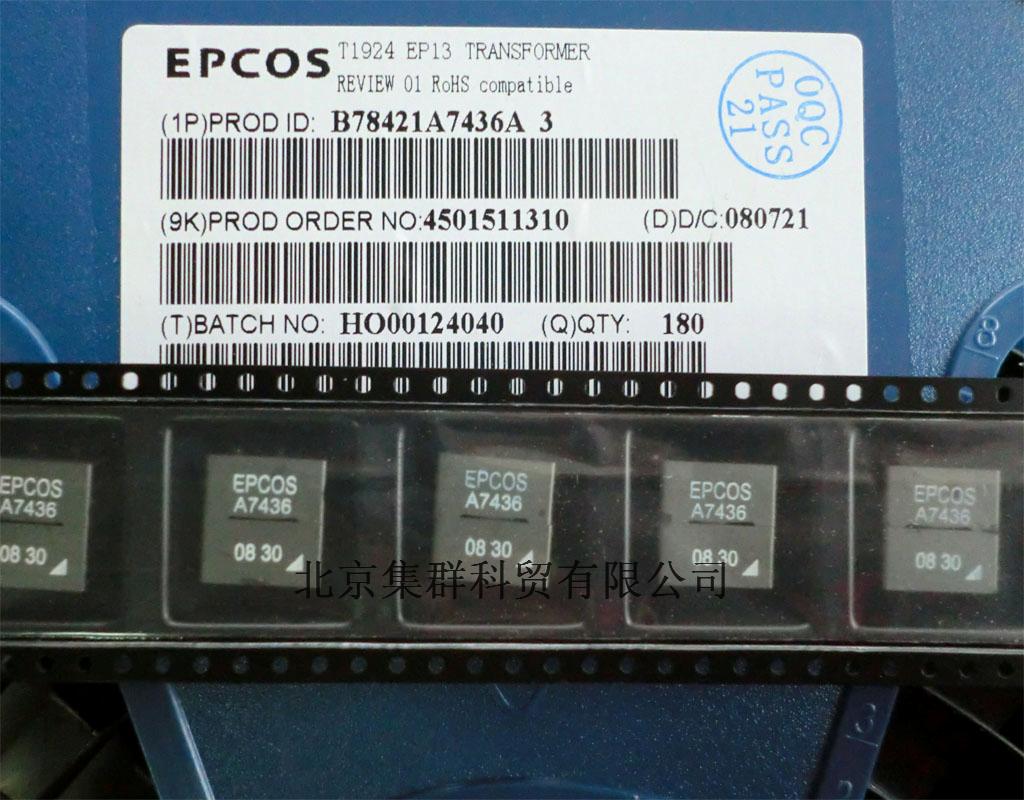 EPCOS T1924 EP13 TRANSFORMER
REVIEW 01 RoHS compatible
(1P)PROD ID: B78421A7436A 3
OQC
PASS
21
(9K)PROD ORDER NO:4501511310 (D)D/C:080721
(T)BATCH NO: HO00124040 (Q)QTY: 180
8
EPCOS
A7436
08 30
EPCOS
A7436
08 30
EPCOS
A7436
08 30
EPCOS
A7436
08 30
EPCOS
A7436
08 30
北京集群科贸有限公司